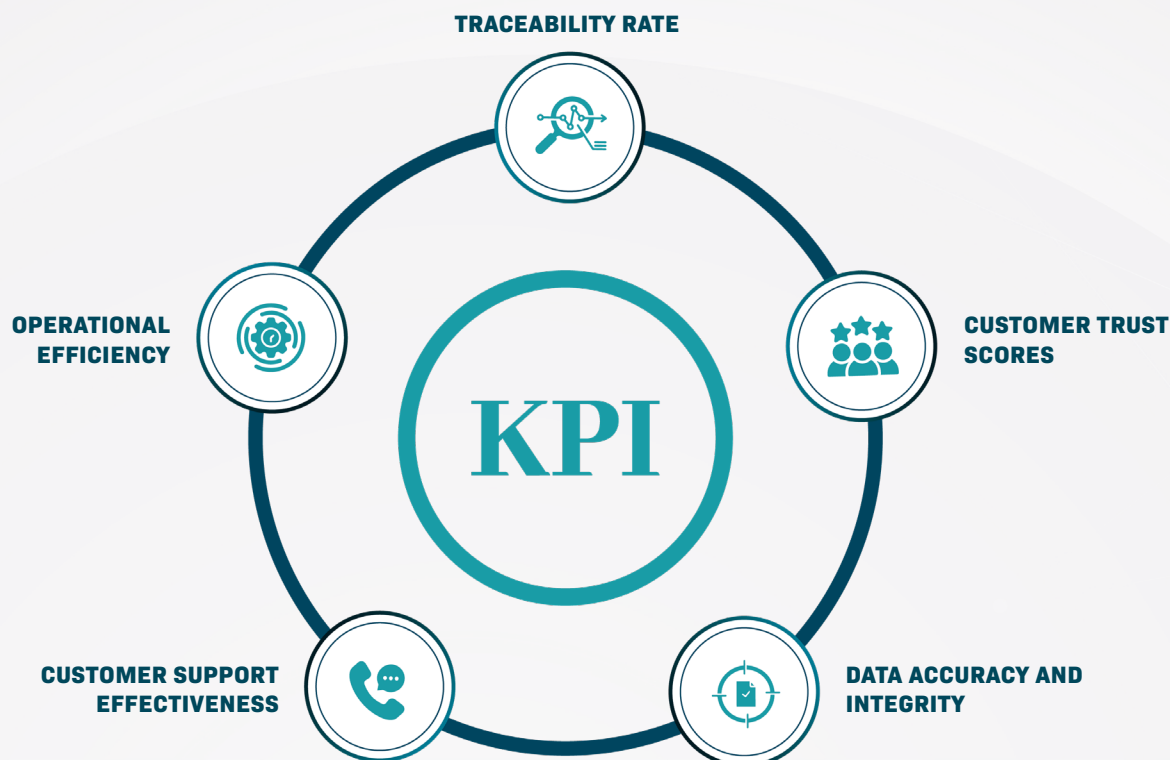 TRACEABILITY RATE
OPERATIONAL
EFFICIENCY
CUSTOMER TRUST
SCORES
KPI
CUSTOMER SUPPORT
EFFECTIVENESS
DATA ACCURACY AND
INTEGRITY